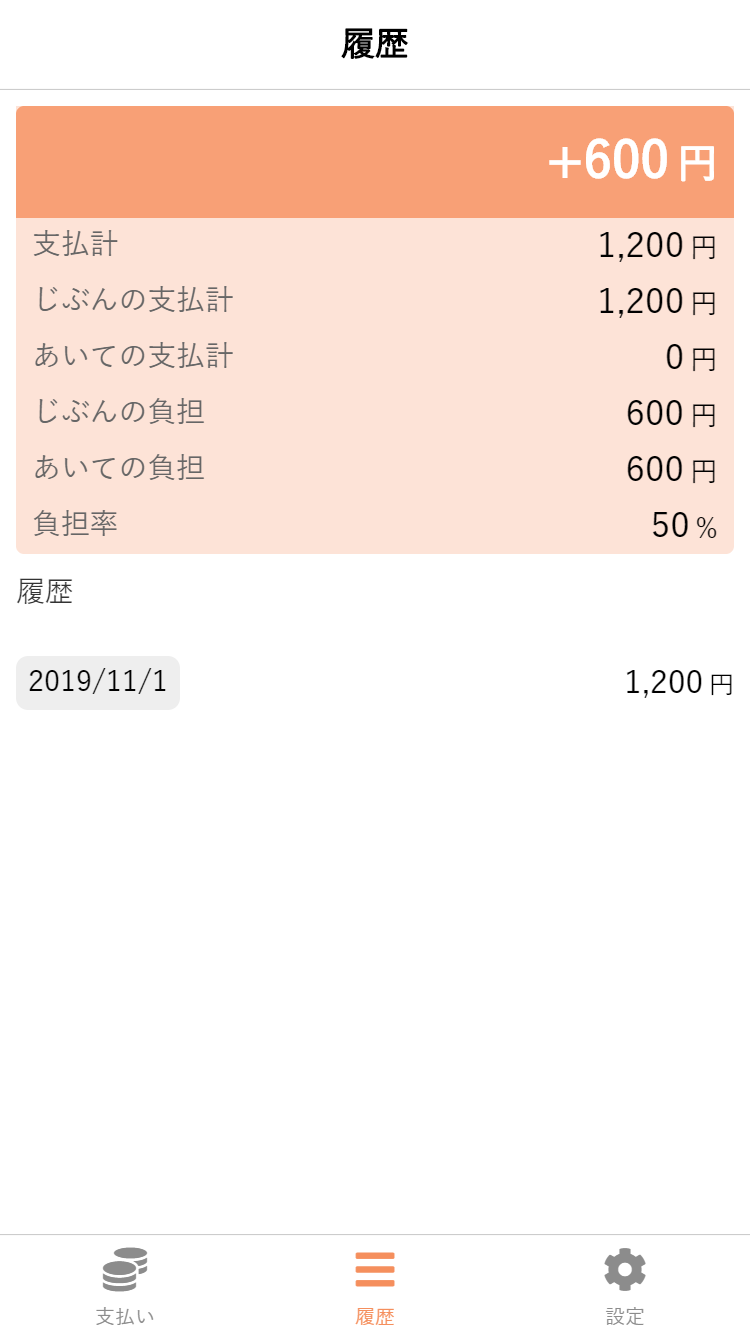 履歴
+600 円
支払計 1,200 円
じぶんの支払計 1,200 円
あいての支払計 0 円
じぶんの負担 600 円
あいての負担 600 円
負担率 50 %
履歴
2019/11/1 1,200 円
支払い 履歴 設定